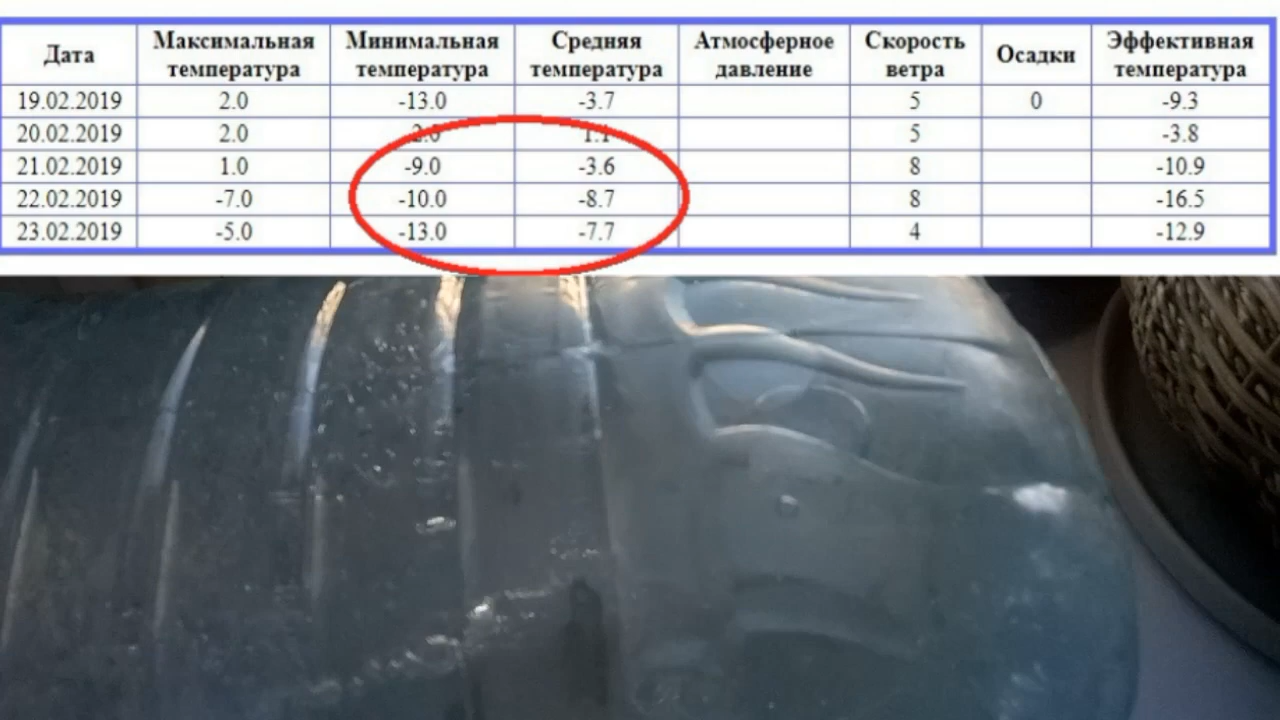 Дата Максимальная температура Минимальная температура Средняя температура Атмосферное давление Скорость ветра Осадки Эффективная температура
19.02.2019 2.0 -13.0 -3.7 5 0 -9.3
20.02.2019 2.0 5 -3.8
21.02.2019 1.0 -9.0 -3.6 8 -10.9
22.02.2019 -7.0 -10.0 -8.7 8 -16.5
23.02.2019 -5.0 -13.0 -7.7 4 -12.9